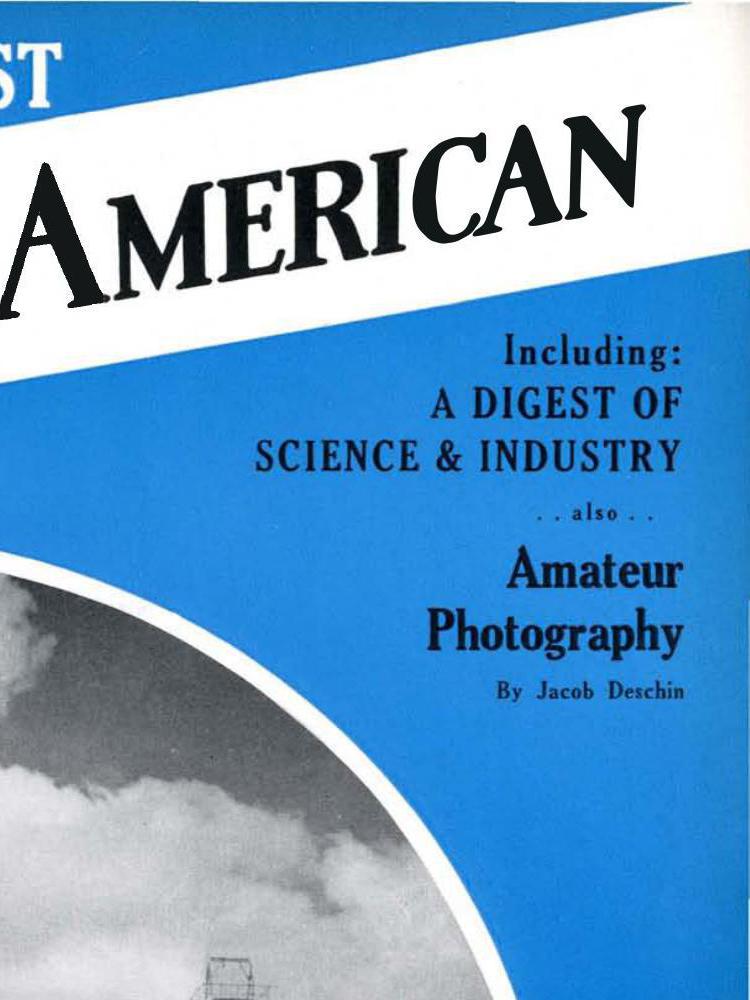 ST
AMERICAN
Including:
A DIGEST OF
SCIENCE & INDUSTRY
. . also . .
Amateur
Photography
By Jacob Deschin